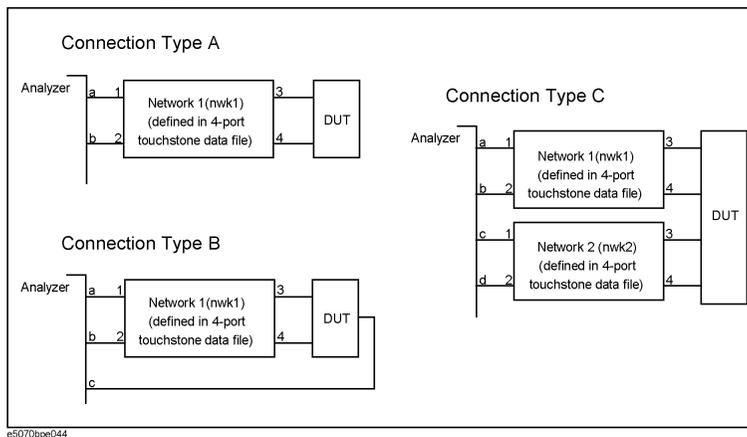 Connection Type A
Analyzer
a 1
Network 1(nwk1)
(defined in 4-port
touchstone data file)
3
DUT
b 2
4
Connection Type B
Analyzer
a 1
Network 1(nwk1)
(defined in 4-port
touchstone data file)
3
DUT
b 2
4
c
Connection Type C
Analyzer
a 1
Network 1(nwk1)
(defined in 4-port
touchstone data file)
3
b 2
4
DUT
c 1
Network 2 (nwk2)
(defined in 4-port
touchstone data file)
3
d 2
4
e5070bpe044